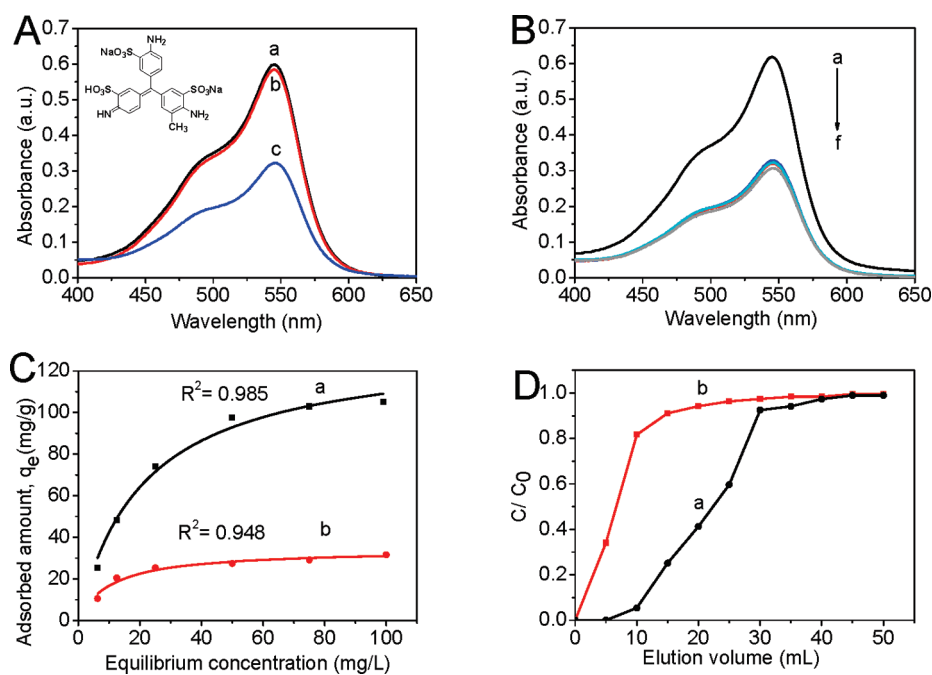 A
0.7
0.6
0.5
0.4
0.3
0.2
0.1
0.0
Absorbance (a.u.)
400 450 500 550 600 650
Wavelength (nm)
NH₂
NaO₃S
HO₃S
SO₃Na
HN
NH₂
CH₃
a
b
c
B
0.7
0.6
0.5
0.4
0.3
0.2
0.1
0.0
Absorbance (a.u.)
400 450 500 550 600 650
Wavelength (nm)
a
f
C
120
100
80
60
40
20
0
Adsorbed amount, qₑ(mg/g)
0 20 40 60 80 100
Equilibrium concentration (mg/L)
R²= 0.985
a
R²= 0.948
b
D
1.0
0.8
0.6
0.4
0.2
0.0
C/ C₀
0 10 20 30 40 50
Elution volume (mL)
b
a